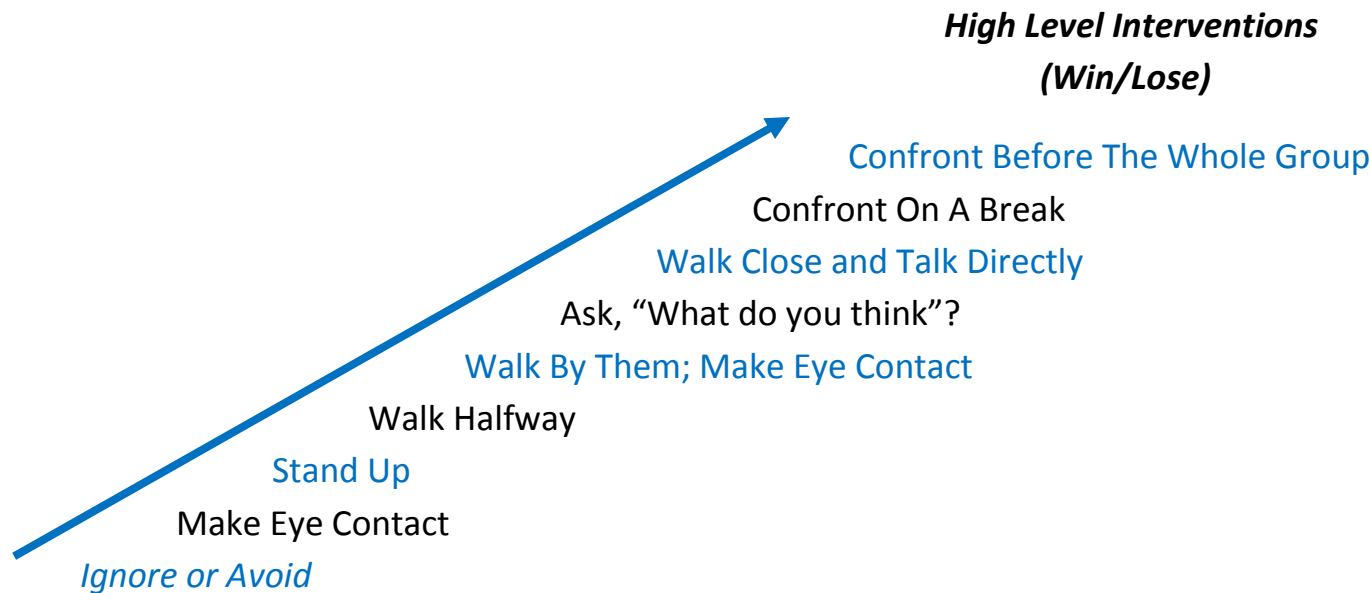 High Level Interventions
(Win/Lose)
Confront Before The Whole Group
Confront On A Break
Walk Close and Talk Directly
Ask, “What do you think”?
Walk By Them; Make Eye Contact
Walk Halfway
Stand Up
Make Eye Contact
Ignore or Avoid